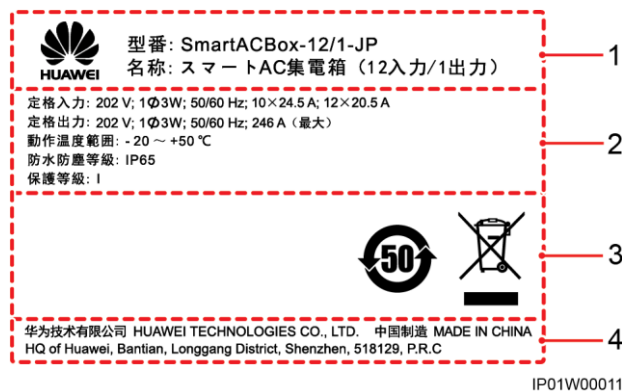 HUAWEI
型番: SmartACBox-12/1-JP
名称: スマートAC集電箱（12入力/1出力）
1
定格入力: 202 V; 1Φ3W; 50/60 Hz; 10×24.5 A; 12×20.5 A
定格出力: 202 V; 1Φ3W; 50/60 Hz; 246 A（最大）
動作温度範囲: - 20 ～ +50 ℃
防水防塵等級: IP65
保護等級: I
2
50
3
华为技术有限公司 HUAWEI TECHNOLOGIES CO., LTD. 中国制造 MADE IN CHINA
HQ of Huawei, Bantian, Longgang District, Shenzhen, 518129, P.R.C
4
IP01W00011